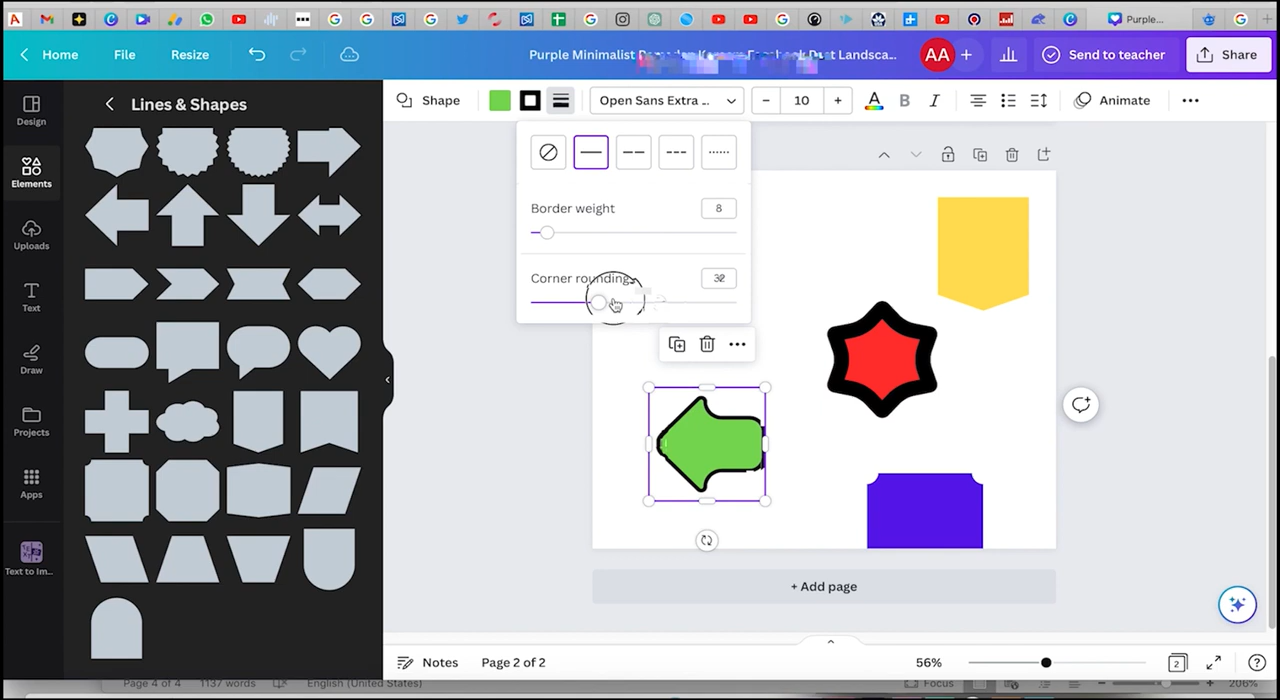 Purple...
Home
File
Resize
Purple Minimalist
Landsca...
AA
Send to teacher
Share
Design
Elements
Uploads
Text
Draw
Projects
Apps
Text to Im...
Lines & Shapes
Shape
Open Sans Extra ...
10
A
B
I
Animate
Border weight
8
Corner rounding
32
+ Add page
Notes
Page 2 of 2
56%
2
Page 4 of 4
1137 words
English (United States)
Focus
206%